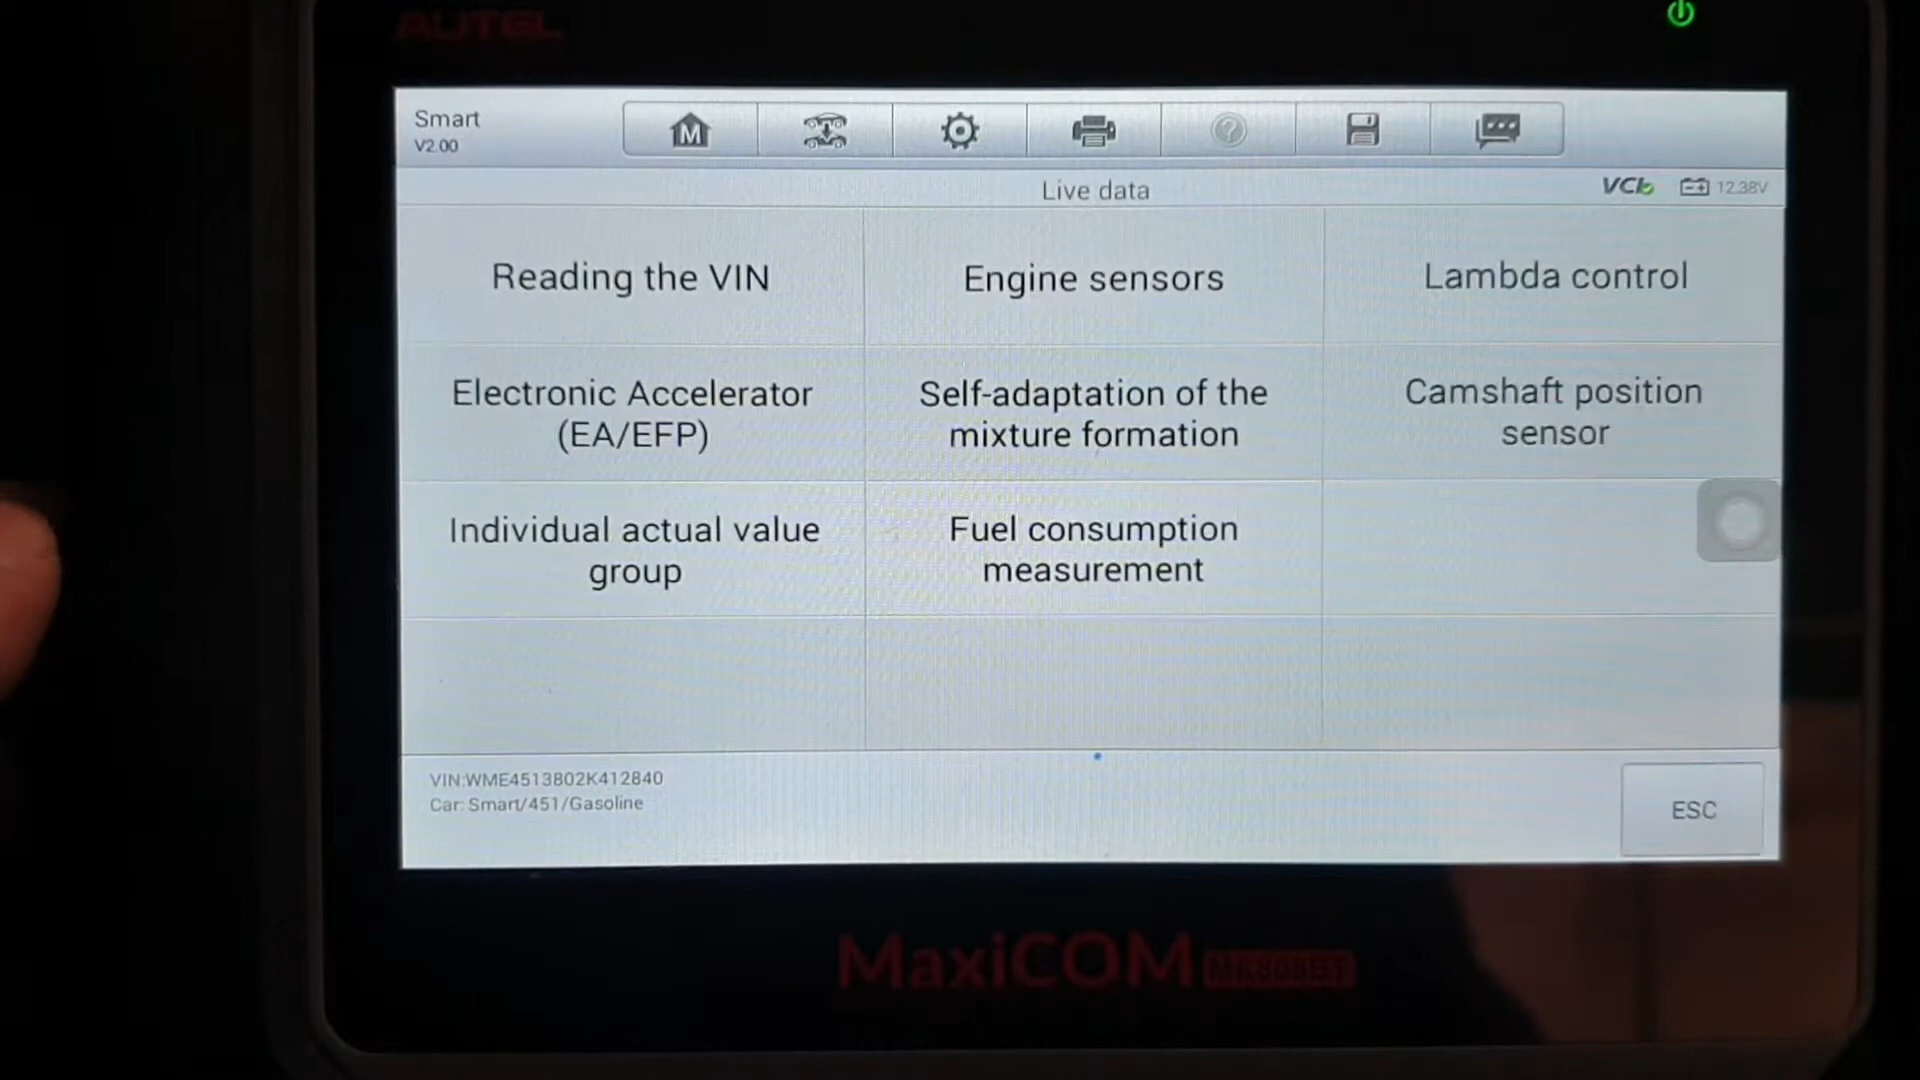 AUTEL
Smart
V2.00
M
Live data
VCI
12.38V
Reading the VIN
Engine sensors
Lambda control
Electronic Accelerator
(EA/EFP)
Self-adaptation of the
mixture formation
Camshaft position
sensor
Individual actual value
group
Fuel consumption
measurement
VIN:WME4513802K412840
Car: Smart/451/Gasoline
ESC
MaxiCOM